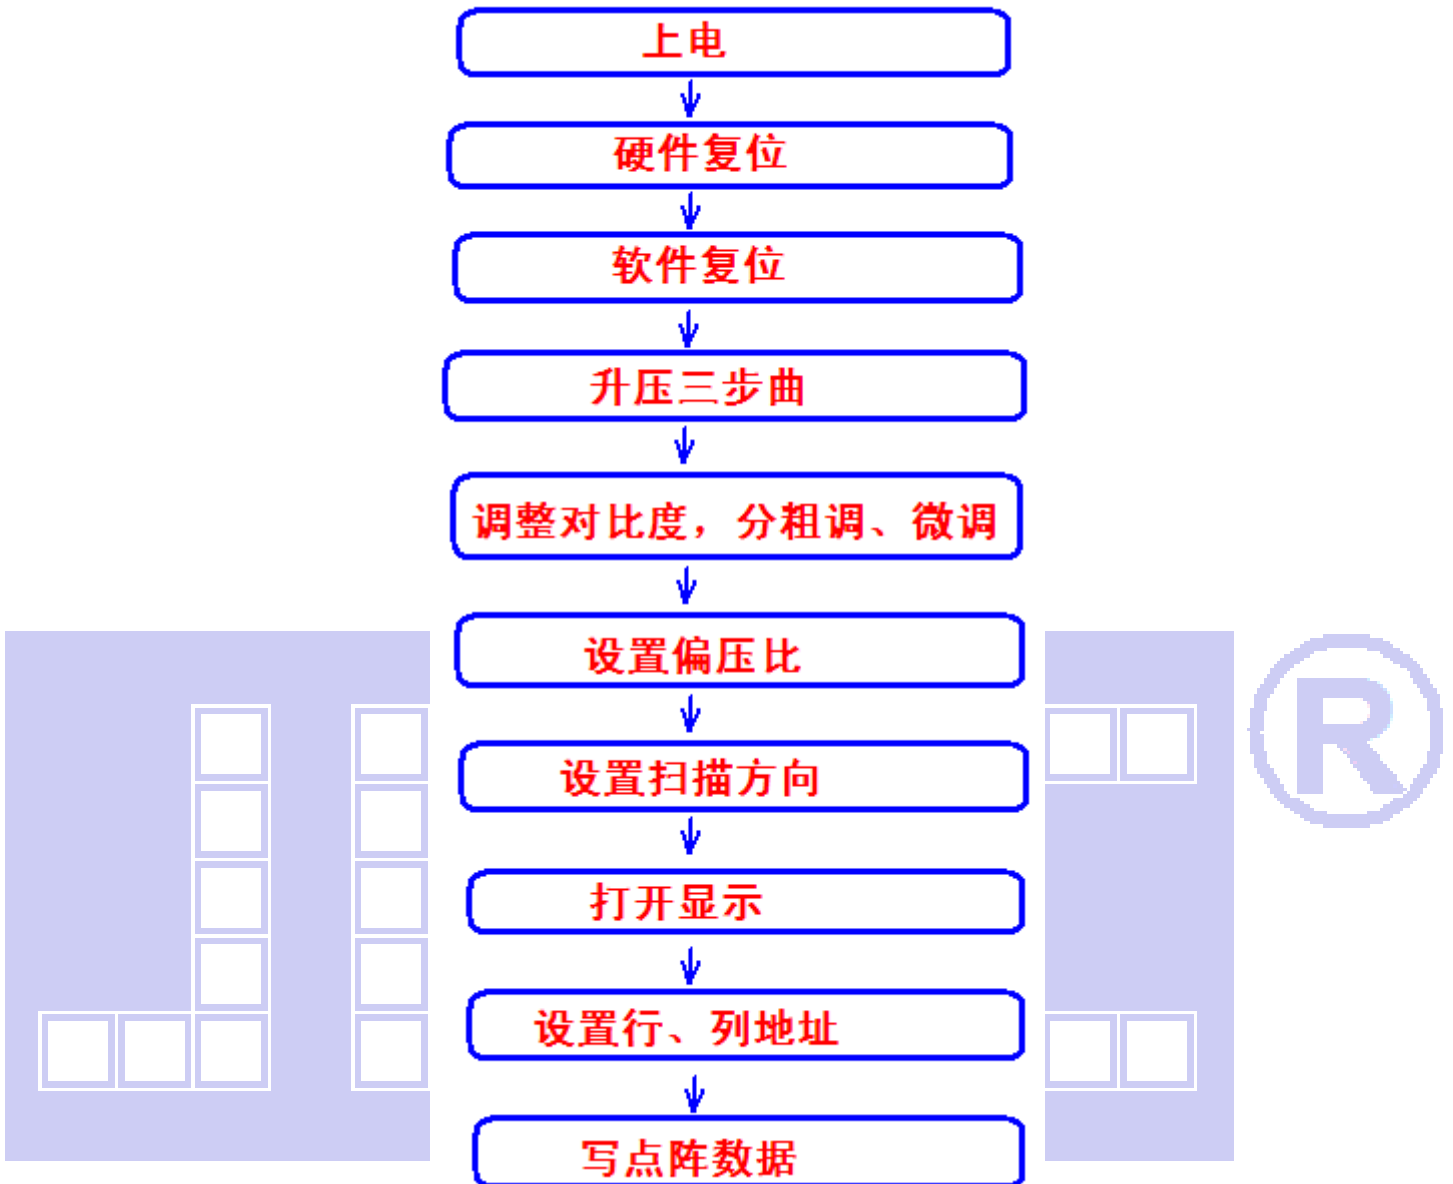 上电
硬件复位
软件复位
升压三步曲
调整对比度，分粗调、微调
设置偏压比
设置扫描方向
打开显示
设置行、列地址
写点阵数据
®